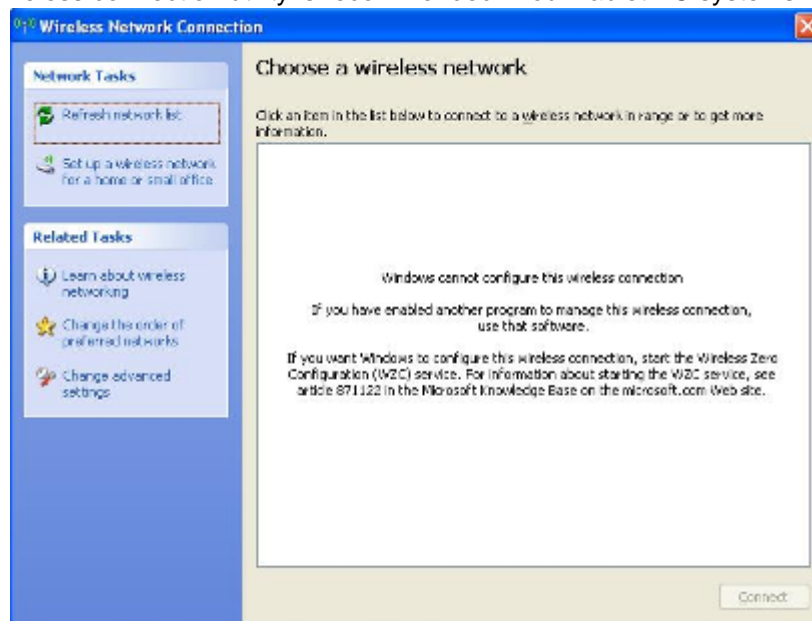 Wireless Network Connection
Network Tasks
Refresh network list
Set up a wireless network
for a home or small office
Related Tasks
Learn about wireless
networking
Change the order of
preferred networks
Change advanced
settings
Choose a wireless network
Click an item in the list below to connect to a wireless network in range or to get more
information.
Windows cannot configure this wireless connection
If you have enabled another program to manage this wireless connection,
use that software.
If you want Windows to configure this wireless connection, start the Wireless Zero
Configuration (WZC) service. For information about starting the WZC service, see
article 871122 in the Microsoft Knowledge Base on the microsoft.com Web site.
Connect